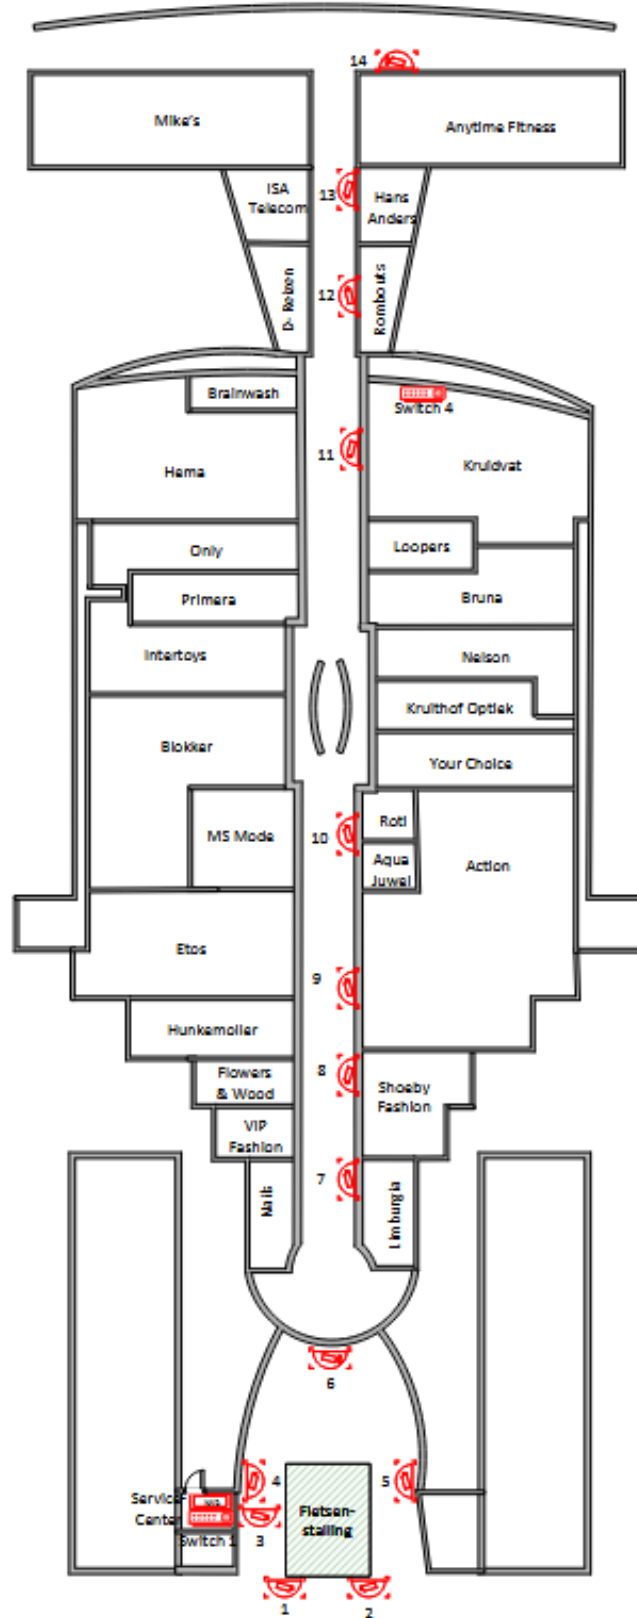 14
Mike's
Anytime Fitness
ISA
Telecom
13
Hans
Anders
D- Reizen
12
Rombouts
Brainwash
Switch 4
Hema
11
Kruidvat
Only
Loopers
Primera
Bruna
Intertoys
Nelson
Kruithof Optiek
Blokker
Your Choice
MS Mode
10
Roti
Aqua
Juwel
Action
Etos
9
Hunkemoller
Flowers
& Wood
8
Shoeby
Fashion
VIP
Fashion
7
Limburgia
6
4
5
Service
Center
Fietsen-
stalling
Switch 1
3
1
2